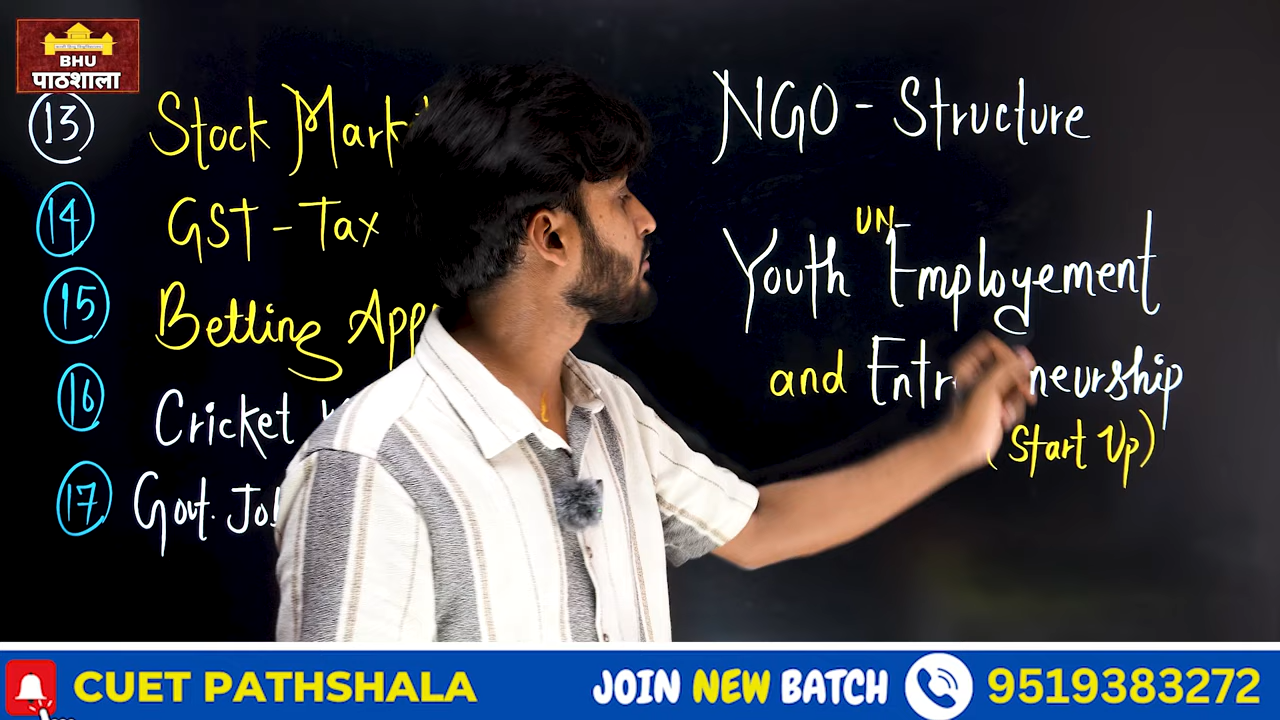 BHU
पाठशाला
13 Stock Mark
14 GST - Tax
15 Betting App
16 Cricket
17 Govt. Jo
NGO - Structure
UN-
Youth Employement
and Entr neurship
(Start Up)
CUET PATHSHALA
JOIN NEW BATCH
9519383272